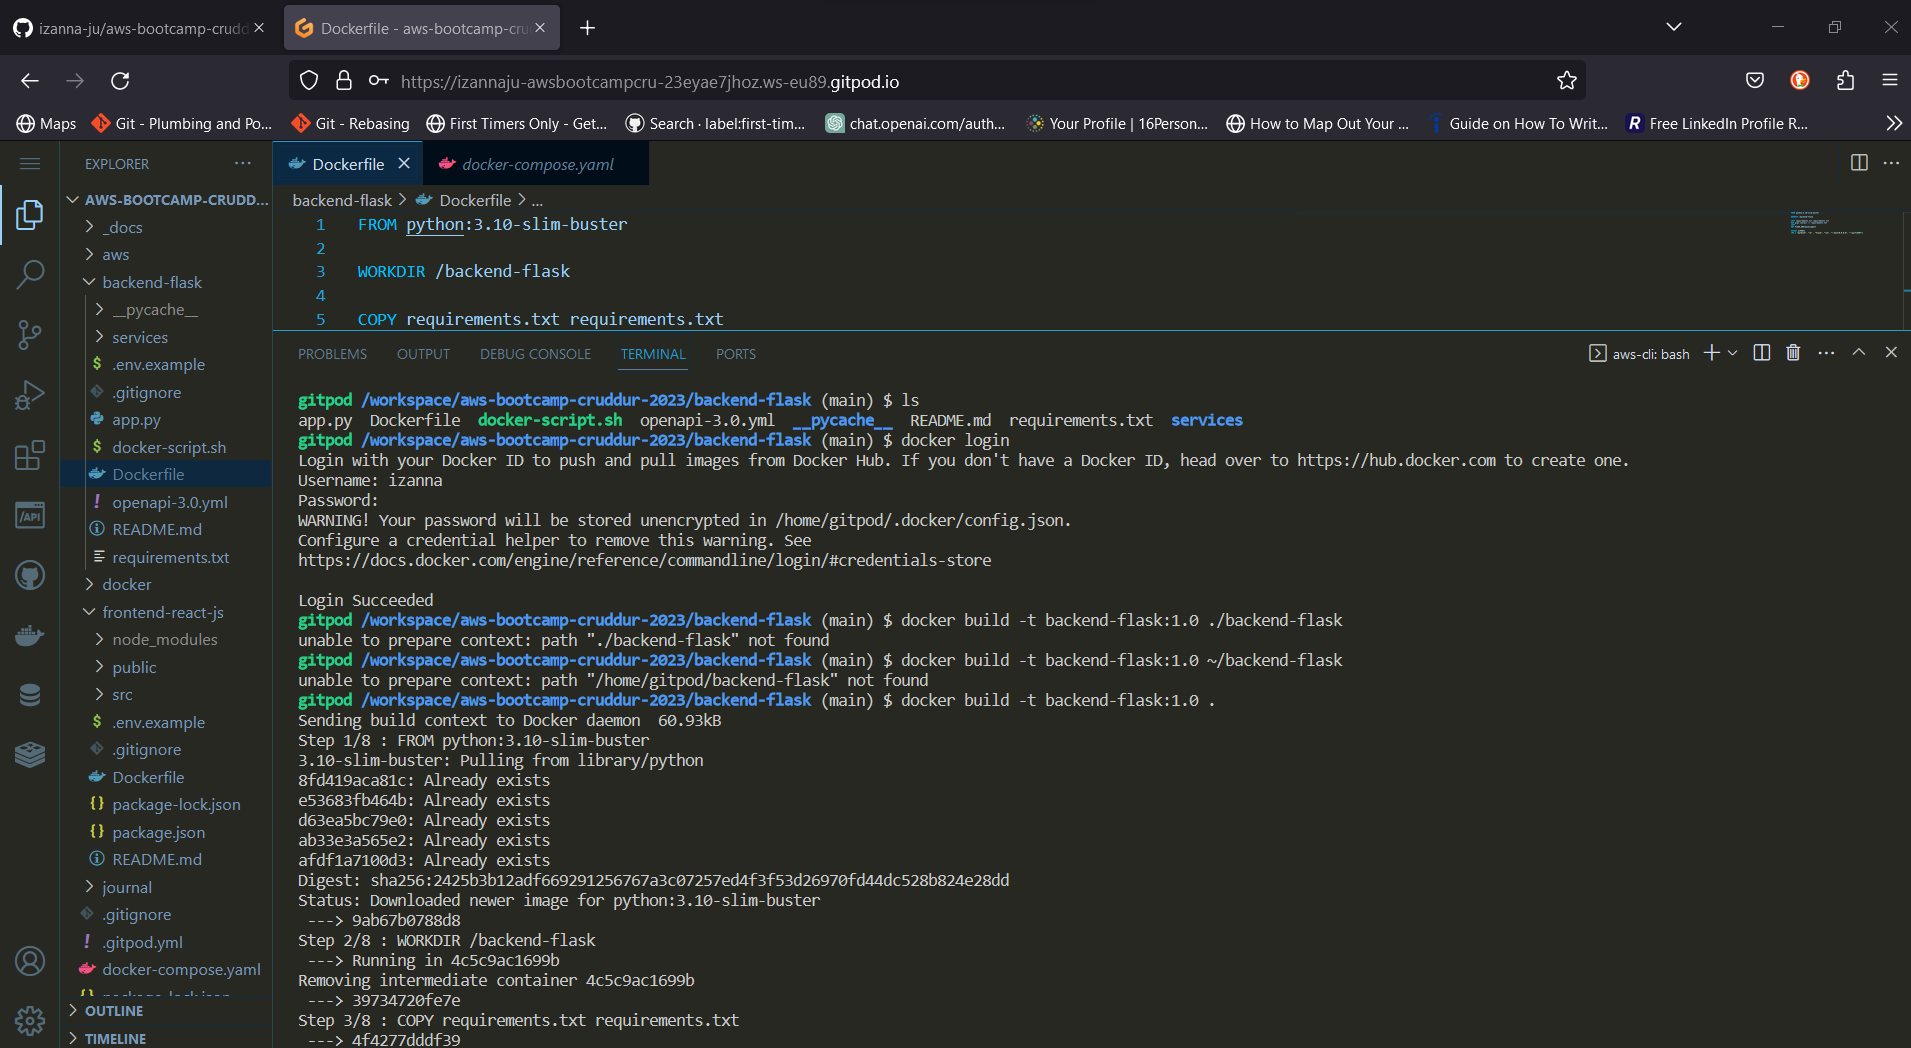 izanna-ju/aws-bootcamp-crudd
Dockerfile - aws-bootcamp-cru
https://izannaju-awsbootcampcru-23eyae7jhoz.ws-eu89.gitpod.io
Maps
Git - Plumbing and Po...
Git - Rebasing
First Timers Only - Get...
Search · label:first-tim...
chat.openai.com/auth...
Your Profile | 16Person...
How to Map Out Your ...
Guide on How To Writ...
R Free LinkedIn Profile R...
EXPLORER
AWS-BOOTCAMP-CRUDD...
_docs
aws
backend-flask
__pycache__
services
$ .env.example
.gitignore
app.py
$ docker-script.sh
Dockerfile
! openapi-3.0.yml
README.md
requirements.txt
docker
frontend-react-js
node_modules
public
src
$ .env.example
.gitignore
Dockerfile
{} package-lock.json
{} package.json
README.md
journal
.gitignore
! .gitpod.yml
docker-compose.yaml
{} package-lock.json
OUTLINE
TIMELINE
/API
Dockerfile
docker-compose.yaml
backend-flask > Dockerfile > ...
1 FROM python:3.10-slim-buster
2
3 WORKDIR /backend-flask
4
5 COPY requirements.txt requirements.txt
PROBLEMS OUTPUT DEBUG CONSOLE TERMINAL PORTS
aws-cli: bash
gitpod /workspace/aws-bootcamp-cruddur-2023/backend-flask (main) $ ls
app.py Dockerfile docker-script.sh openapi-3.0.yml __pycache__ README.md requirements.txt services
gitpod /workspace/aws-bootcamp-cruddur-2023/backend-flask (main) $ docker login
Login with your Docker ID to push and pull images from Docker Hub. If you don't have a Docker ID, head over to https://hub.docker.com to create one.
Username: izanna
Password:
WARNING! Your password will be stored unencrypted in /home/gitpod/.docker/config.json.
Configure a credential helper to remove this warning. See
https://docs.docker.com/engine/reference/commandline/login/#credentials-store
Login Succeeded
gitpod /workspace/aws-bootcamp-cruddur-2023/backend-flask (main) $ docker build -t backend-flask:1.0 ./backend-flask
unable to prepare context: path "./backend-flask" not found
gitpod /workspace/aws-bootcamp-cruddur-2023/backend-flask (main) $ docker build -t backend-flask:1.0 ~/backend-flask
unable to prepare context: path "/home/gitpod/backend-flask" not found
gitpod /workspace/aws-bootcamp-cruddur-2023/backend-flask (main) $ docker build -t backend-flask:1.0 .
Sending build context to Docker daemon 60.93kB
Step 1/8 : FROM python:3.10-slim-buster
3.10-slim-buster: Pulling from library/python
8fd419aca81c: Already exists
e53683fb464b: Already exists
d63ea5bc79e0: Already exists
ab33e3a565e2: Already exists
afdf1a7100d3: Already exists
Digest: sha256:2425b3b12adf669291256767a3c07257ed4f3f53d26970fd44dc528b824e28dd
Status: Downloaded newer image for python:3.10-slim-buster
---> 9ab67b0788d8
Step 2/8 : WORKDIR /backend-flask
---> Running in 4c5c9ac1699b
Removing intermediate container 4c5c9ac1699b
---> 39734720fe7e
Step 3/8 : COPY requirements.txt requirements.txt
---> 4f4277dddf39